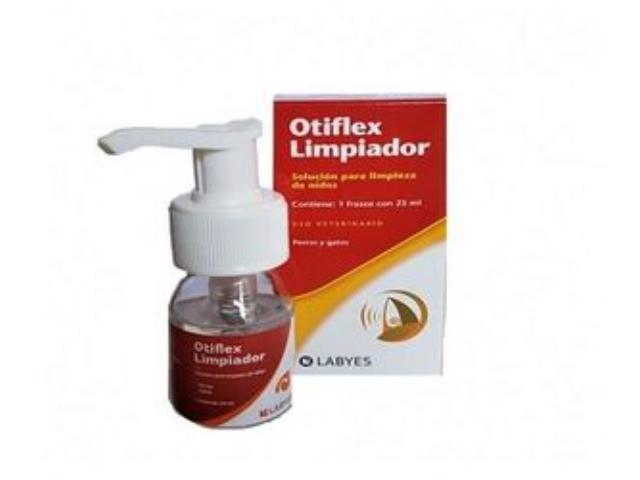 Otiflex
Limpiador
Solución para limpieza
de oídos
Contiene: 1 frasco con 25 ml
USO VETERINARIO
Perros y gatos
LABYES
Otiflex
Limpiador
LABYES